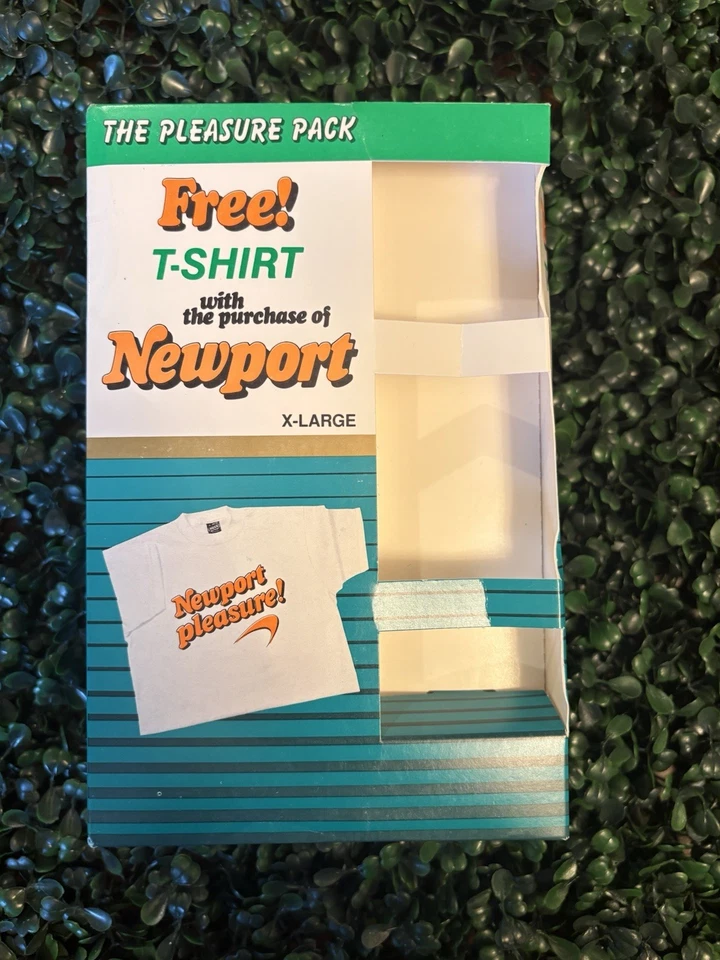 THE PLEASURE PACK
Free!
T-SHIRT
with
the purchase of
Newport
X-LARGE
Newport
pleasure!